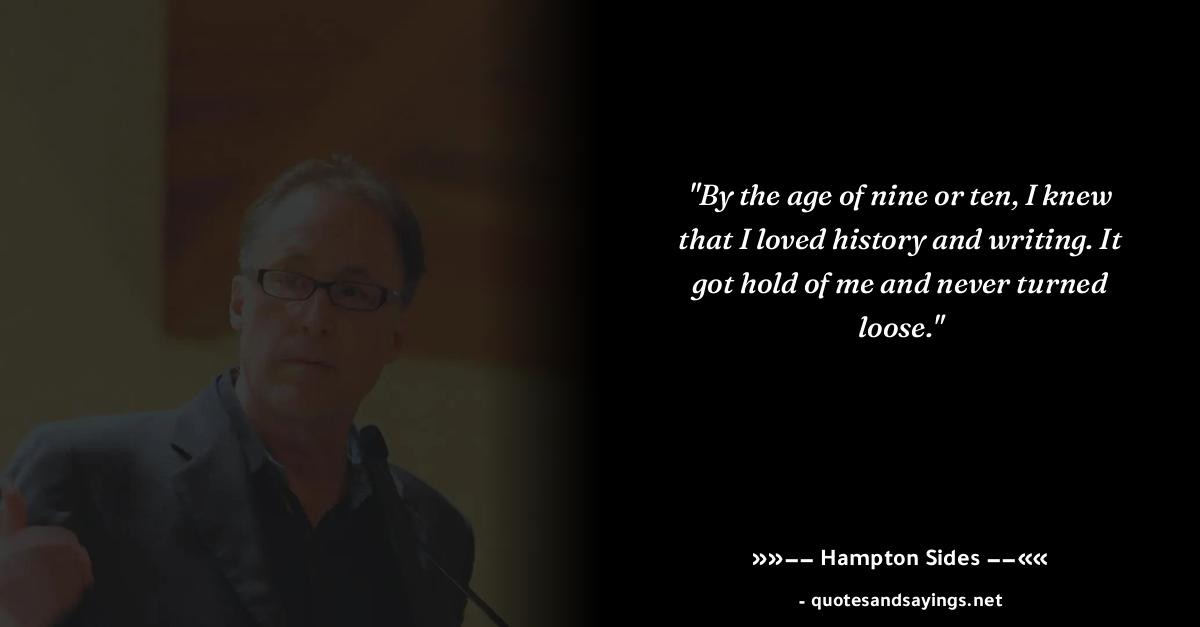 "By the age of nine or ten, I knew
that I loved history and writing. It
got hold of me and never turned
loose."
»»−− Hampton Sides −−««
- quotesandsayings.net